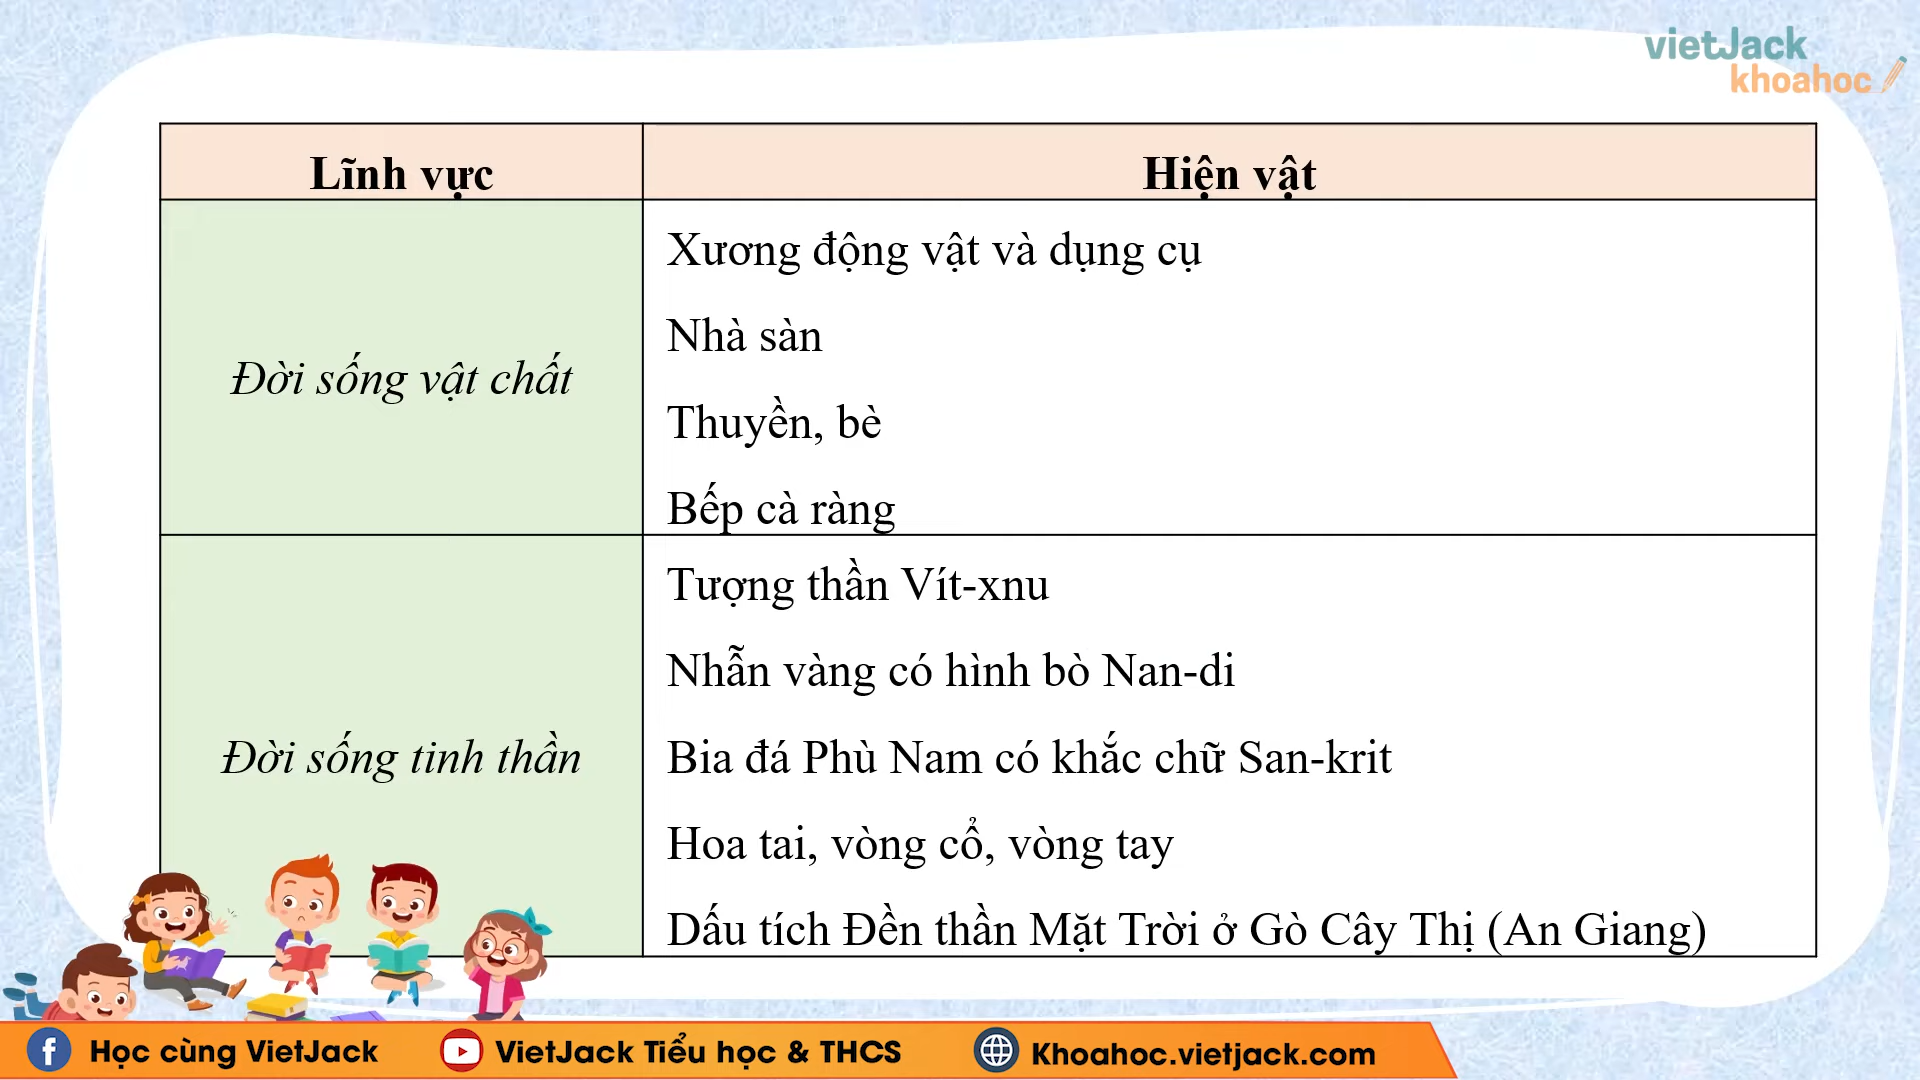 vietJack
khoahoc
Lĩnh vực
Hiện vật
Đời sống vật chất
Xương động vật và dụng cụ
Nhà sàn
Thuyền, bè
Bếp cà ràng
Đời sống tinh thần
Tượng thần Vít-xnu
Nhẫn vàng có hình bò Nan-di
Bia đá Phù Nam có khắc chữ San-krit
Hoa tai, vòng cổ, vòng tay
Dấu tích Đền thần Mặt Trời ở Gò Cây Thị (An Giang)
Học cùng VietJack
VietJack Tiểu học & THCS
Khoahoc.vietjack.com